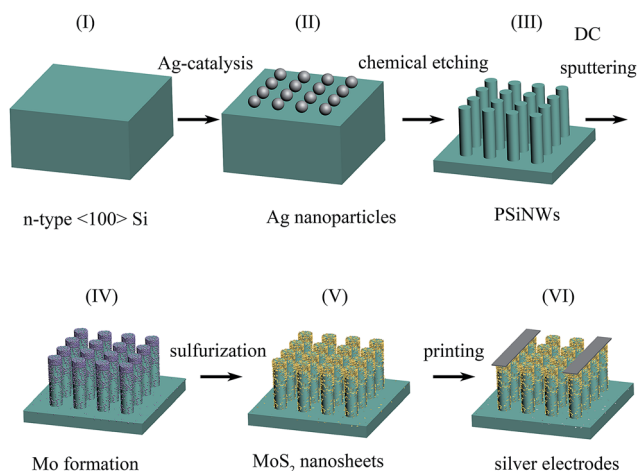 (I)
(II)
(III)
DC
Ag-catalysis
chemical etching
sputtering
n-type <100> Si
Ag nanoparticles
PSiNWs
(IV)
(V)
(VI)
sulfurization
printing
Mo formation
MoS, nanosheets
silver electrodes